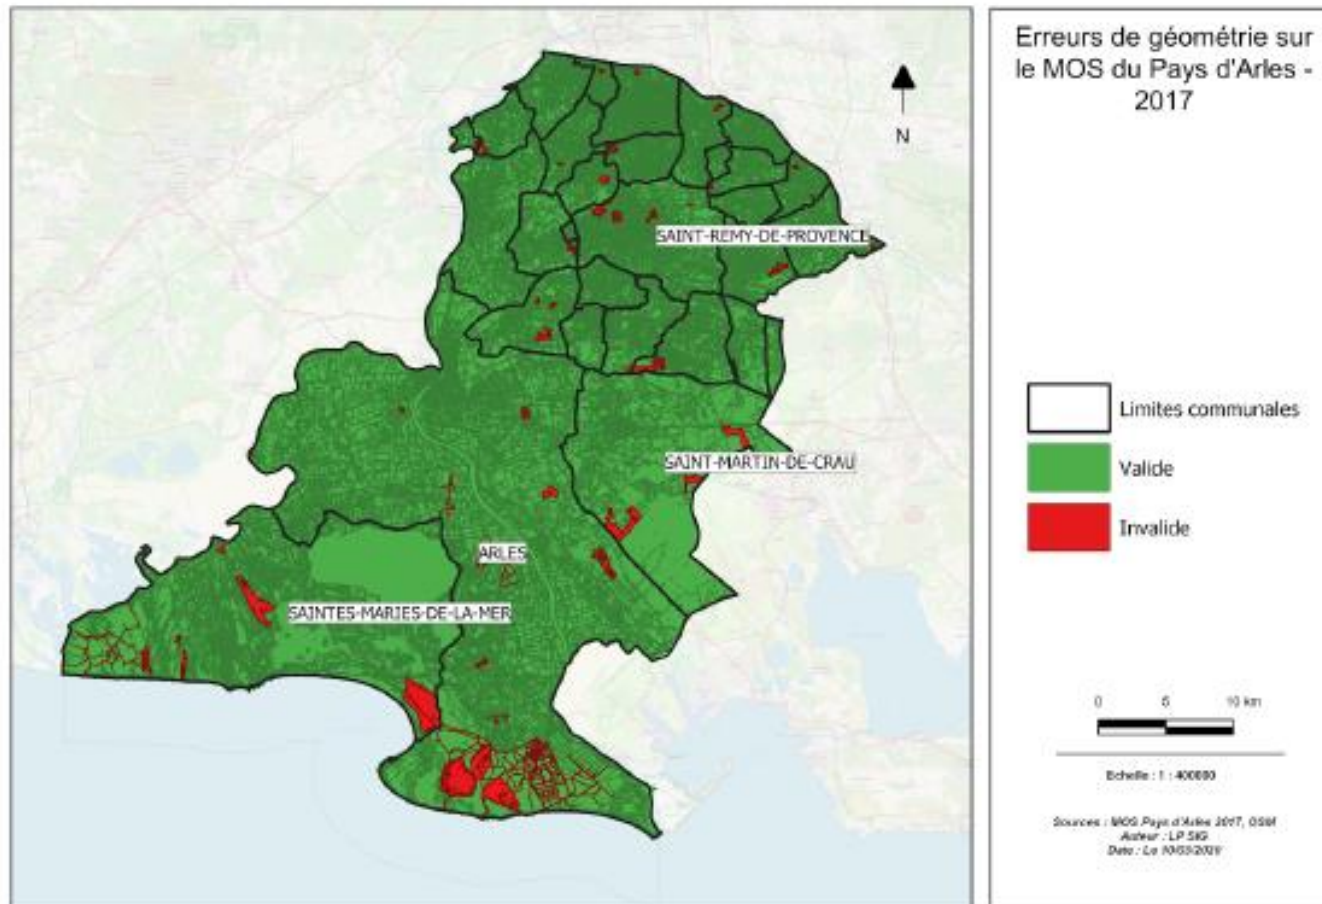 Erreurs de géométrie sur
le MOS du Pays d'Arles -
2017
N
SAINT-REMY-DE-PROVENCE
SAINT-MARTIN-DE-CRAU
ARLES
SAINTES-MARIES-DE-LA-MER
Limites communales
Valide
Invalide
0 5 10 km
Echelle : 1 : 400000
Sources : MOS Pays d'Arles 2017, OSM
Auteur : LP SIG
Date : Le